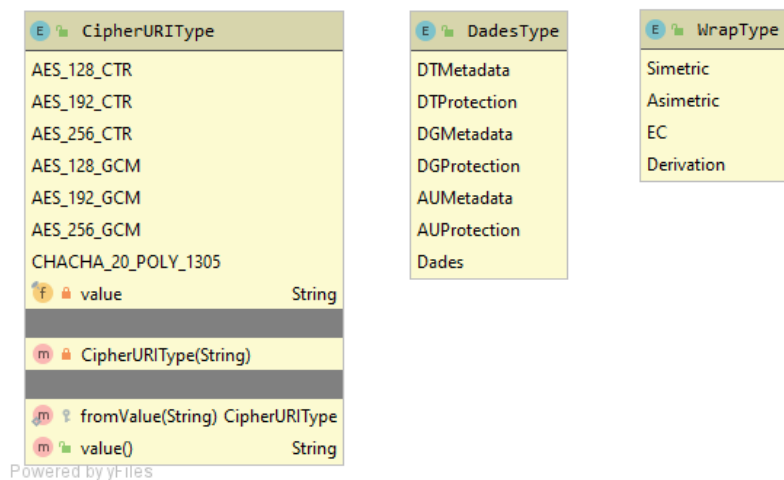 E CipherURIType
AES_128_CTR
AES_192_CTR
AES_256_CTR
AES_128_GCM
AES_192_GCM
AES_256_GCM
CHACHA_20_POLY_1305
f value String
m CipherURIType(String)
m fromValue(String) CipherURIType
m value() String
E DadesType
DTMetadata
DTProtection
DGMetadata
DGProtection
AUMetadata
AUProtection
Dades
E WrapType
Simetric
Asimetric
EC
Derivation
Powered by yFiles